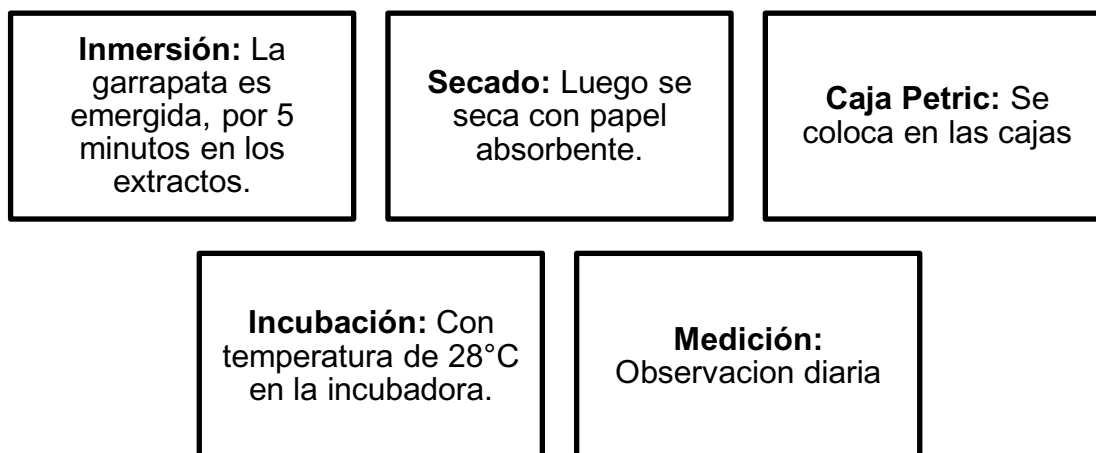 Inmersión: La
garrapata es
emergida, por 5
minutos en los
extractos.
Secado: Luego se
seca con papel
absorbente.
Caja Petric: Se
coloca en las cajas
Incubación: Con
temperatura de 28°C
en la incubadora.
Medición:
Observacion diaria